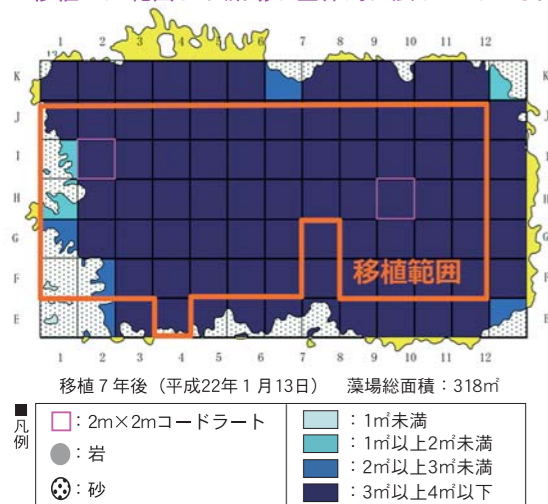 1 2 3 4 5 6 7 8 9 10 11 12
K K
J J
I I
H H
G G
F F
E E
移植範囲
1 2 3 4 5 6 7 8 9 10 11 12
移植7年後（平成22年1月13日） 藻場総面積：318㎡
■凡例
：2m×2mコードラート
：岩
：砂
：1㎡未満
：1㎡以上2㎡未満
：2㎡以上3㎡未満
：3㎡以上4㎡以下